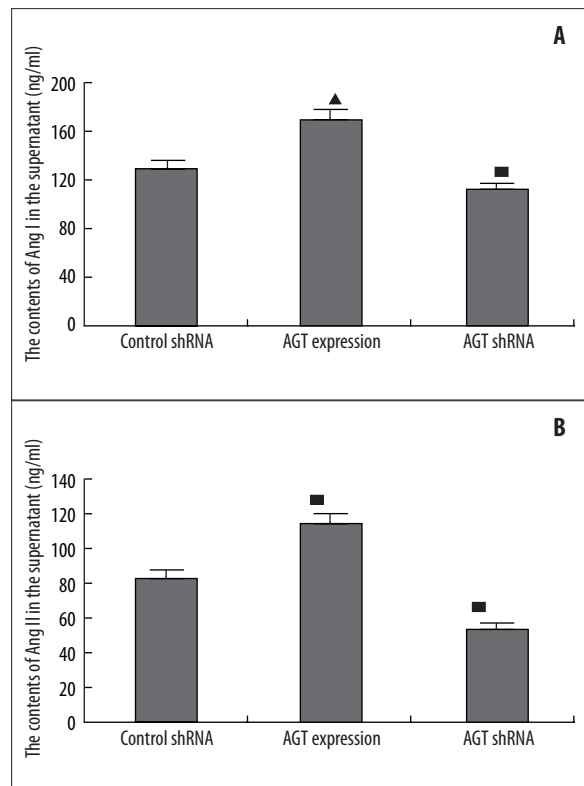 A
The contents of Ang I in the supernatant (ng/ml)
200
160
120
80
40
0
Control shRNA AGT expression AGT shRNA
B
The contents of Ang II in the supernatant (ng/ml)
140
120
100
80
60
40
20
0
Control shRNA AGT expression AGT shRNA